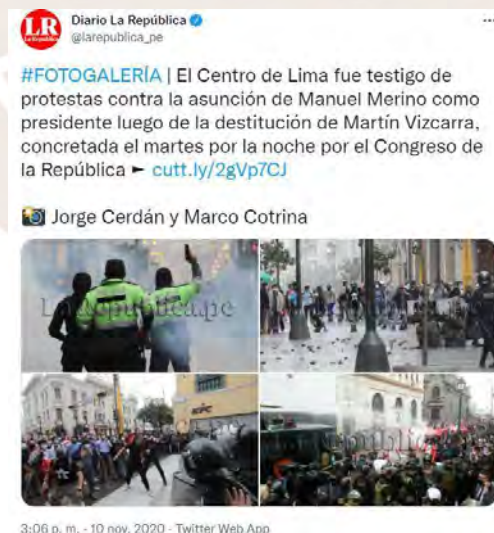 LR
Diario La República
@larepublica_pe
#FOTOGALERÍA | El Centro de Lima fue testigo de
protestas contra la asunción de Manuel Merino como
presidente luego de la destitución de Martín Vizcarra,
concretada el martes por la noche por el Congreso de
la República ► cutt.ly/2gVp7CJ
📷 Jorge Cerdán y Marco Cotrina
LaRepublica.pe
KFC
3:06 p. m. · 10 nov. 2020 · Twitter Web App